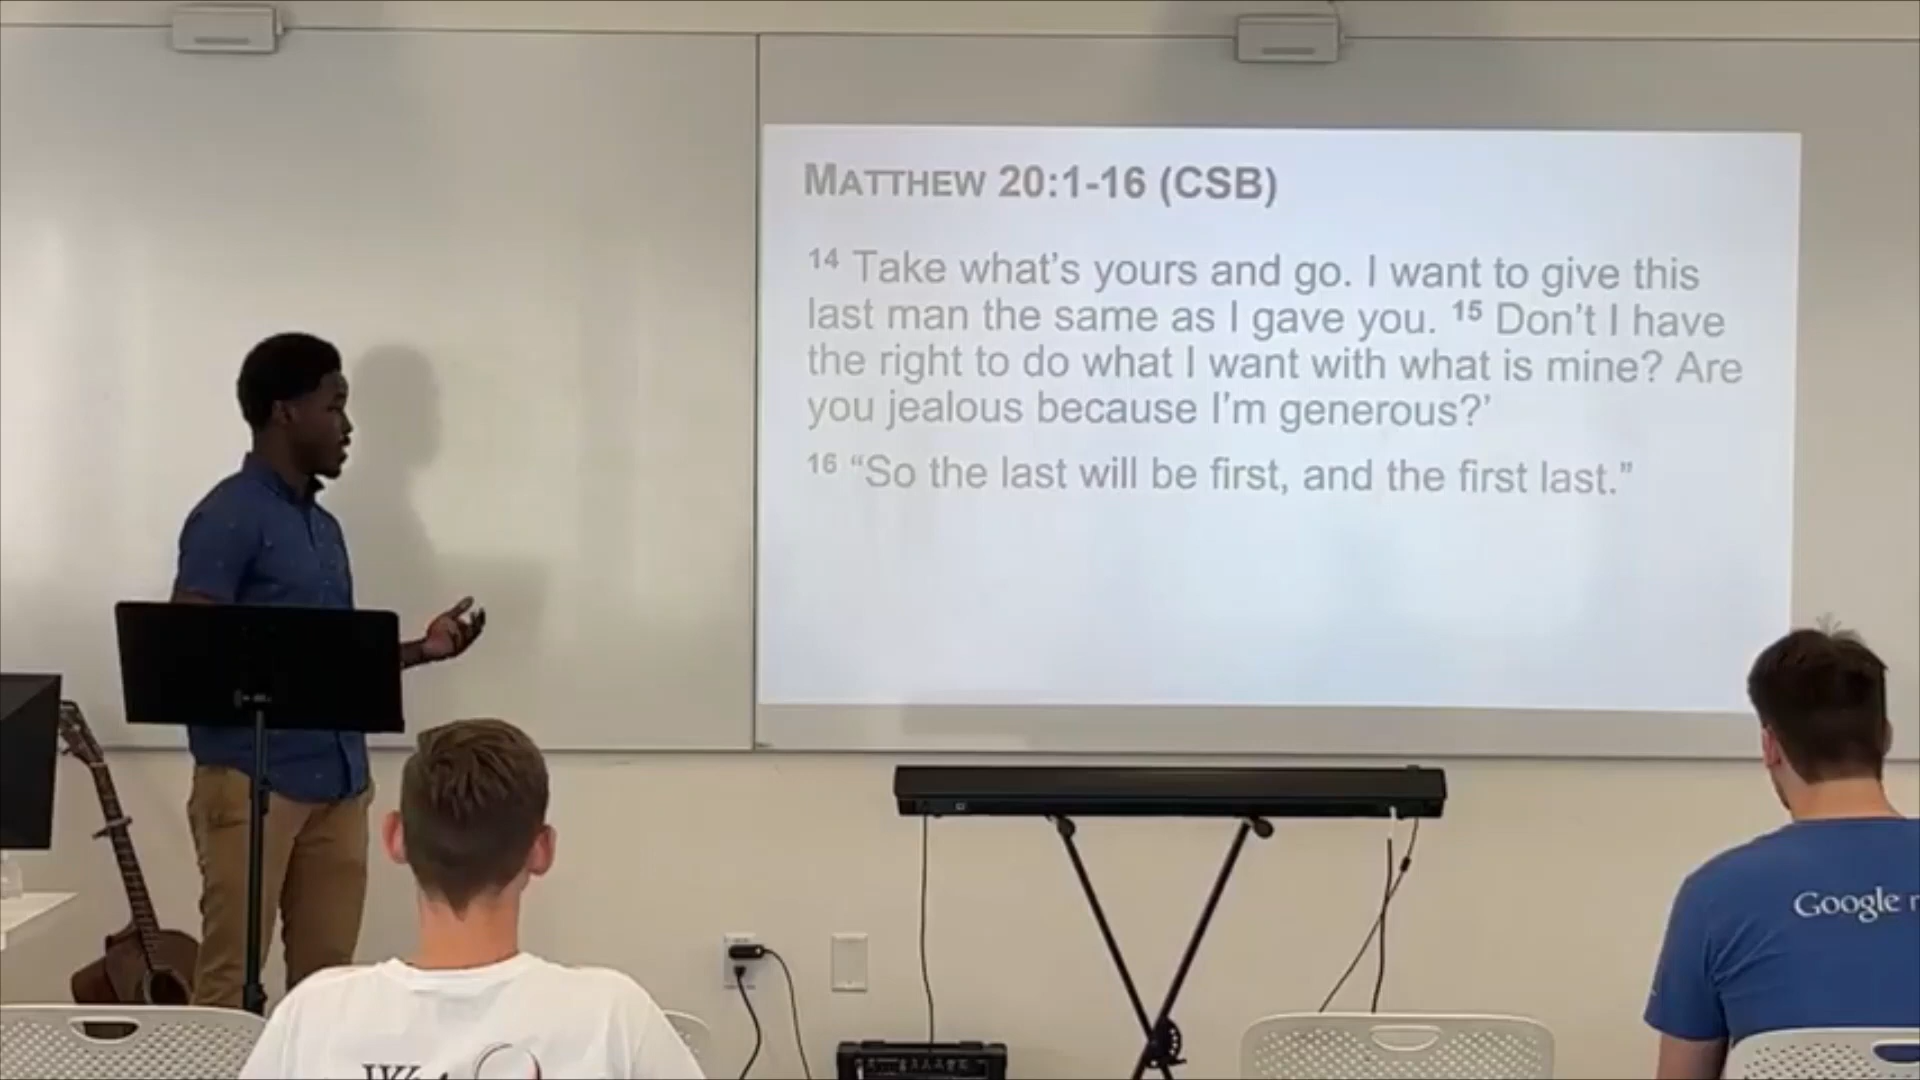 MATTHEW 20:1-16 (CSB)
14 Take what's yours and go. I want to give this
last man the same as I gave you. 15 Don't I have
the right to do what I want with what is mine? Are
you jealous because I'm generous?'
16 “So the last will be first, and the first last.”
Google